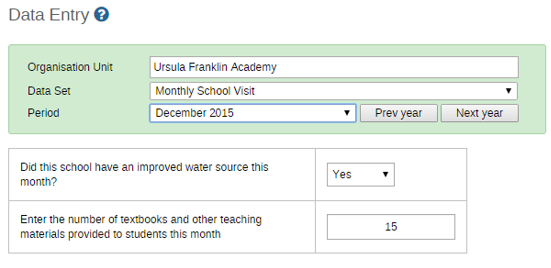 Data Entry ?
Organisation Unit Ursula Franklin Academy
Data Set Monthly School Visit
Period December 2015 Prev year Next year
Did this school have an improved water source this
month?
Yes
Enter the number of textbooks and other teaching
materials provided to students this month
15